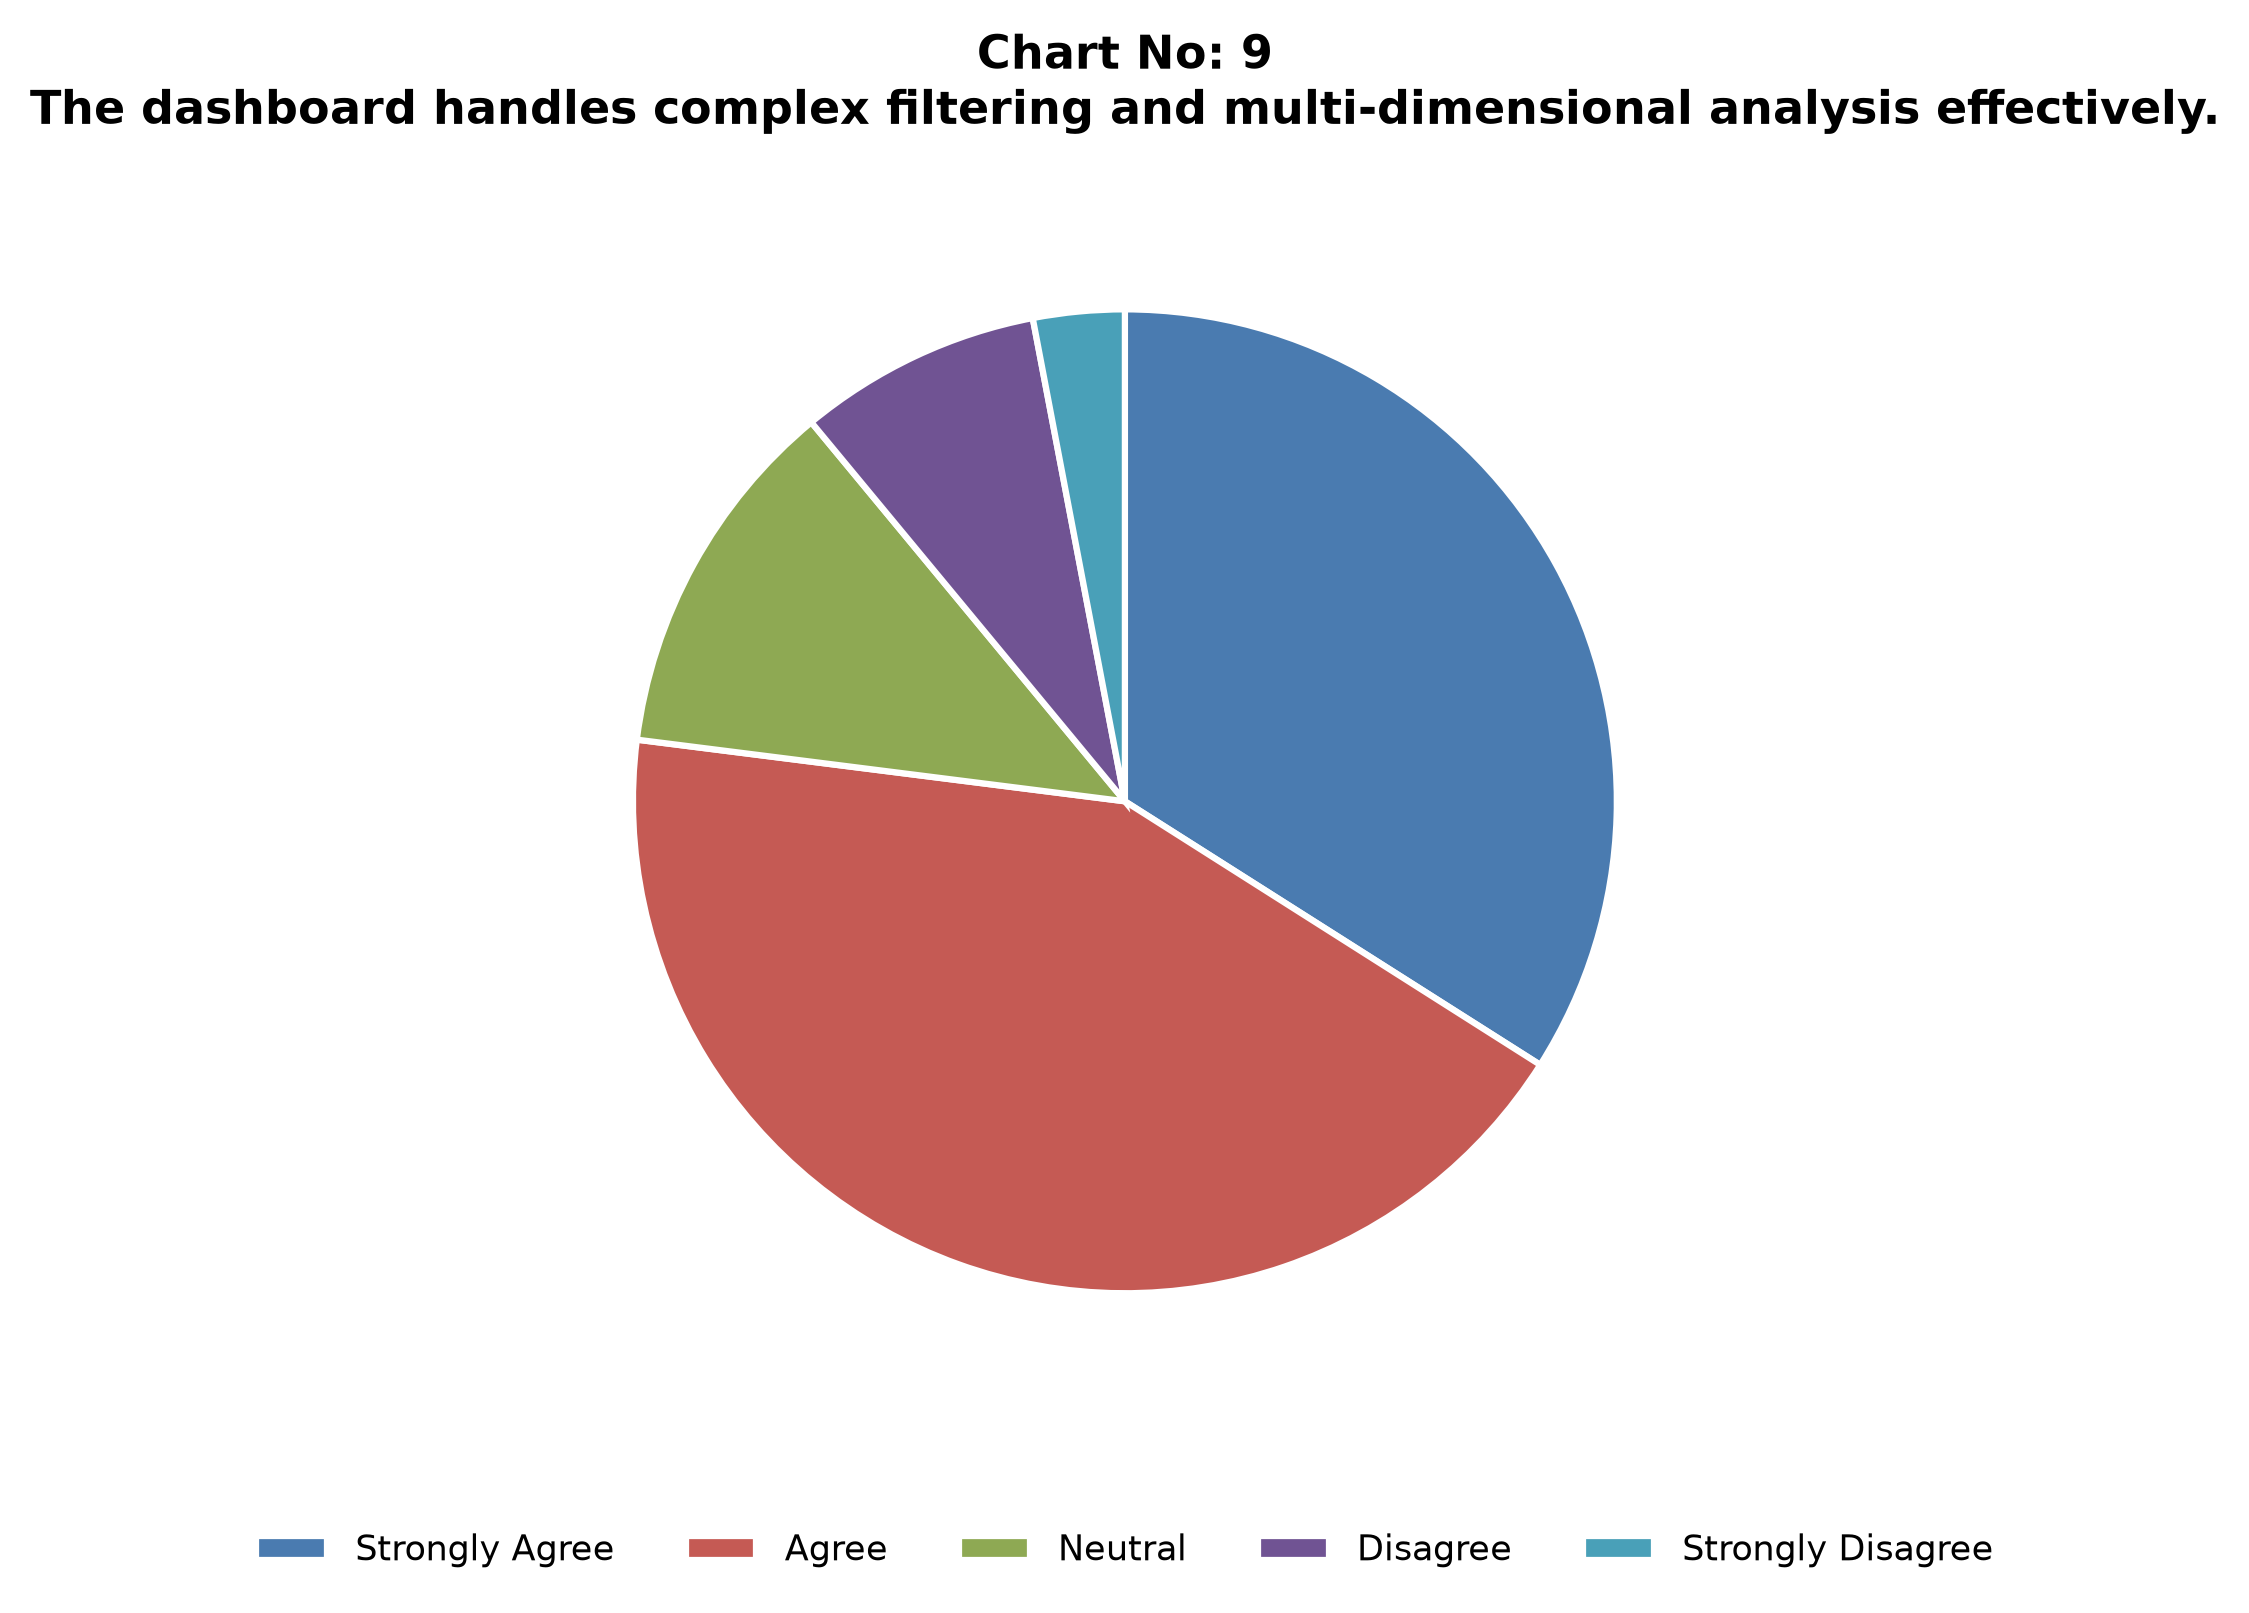 Chart No: 9
The dashboard handles complex filtering and multi-dimensional analysis effectively.
Strongly Agree
Agree
Neutral
Disagree
Strongly Disagree